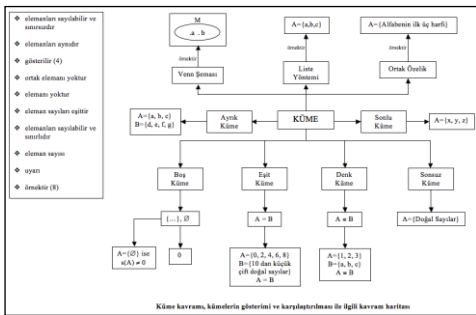 ❖ elemanları sayılabilir ve
sınırsızdır
❖ elemanları aynıdır
❖ gösterilir (4)
❖ ortak elemanı yoktur
❖ elemanı yoktur
❖ eleman sayıları eşittir
❖ elemanları sayılabilir ve
sınırlıdır
❖ eleman sayısı
❖ uyarı
❖ örnektir (8)
M
.a .b
A={a,b,c}
A={Alfabenin ilk üç harfi}
örnektir
örnektir
örnektir
Venn Şeması
Liste
Yöntemi
Ortak Özelik
A={a, b, c}
B={d, e, f, g}
Ayrık
Küme
KÜME
Sonlu
Küme
A={x, y, z}
Boş
Küme
Eşit
Küme
Denk
Küme
Sonsuz
Küme
{…}, Ø
A = B
A ≡ B
A={Doğal Sayılar}
A={Ø} ise
s(A) ≠ 0
0
A={0, 2, 4, 6, 8}
B={10 dan küçük
çift doğal sayılar}
A = B
A={1, 2, 3}
B={a, b, c}
A ≡ B
Küme kavramı, kümelerin gösterimi ve karşılaştırılması ile ilgili kavram haritası